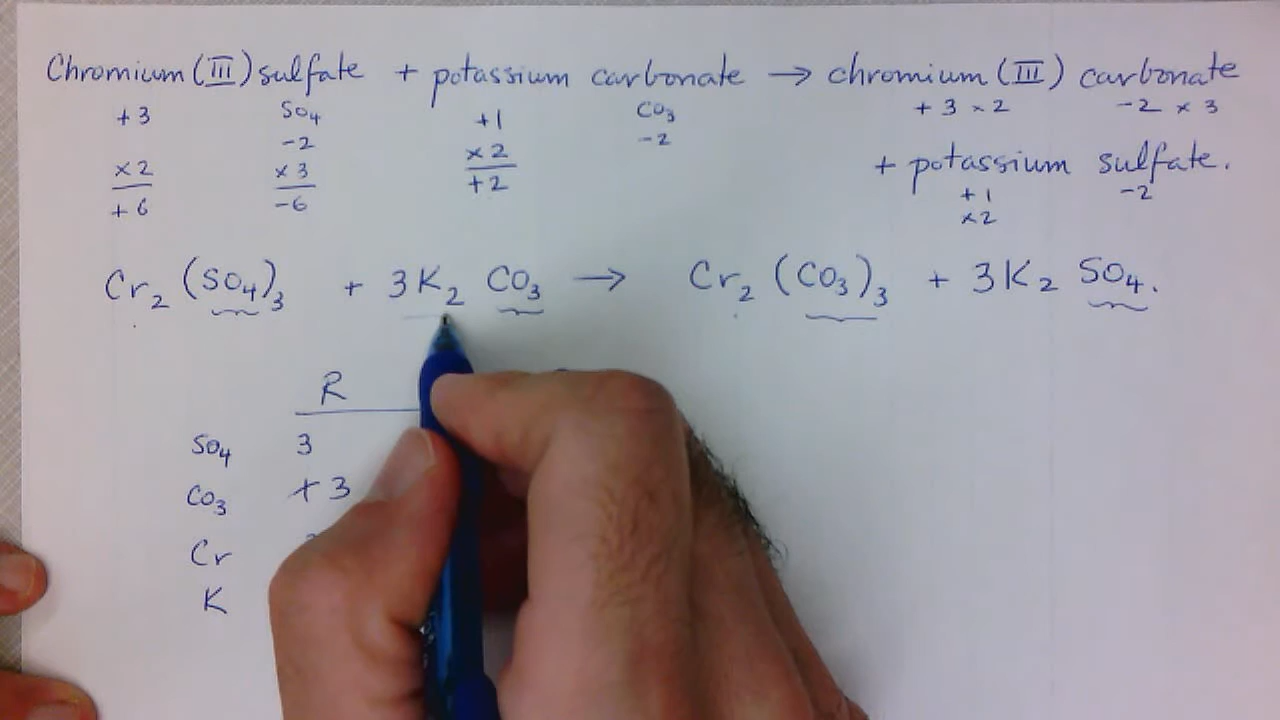 Chromium (III) sulfate + potassium carbonate → chromium (III) carbonate
+3 SO4 +1 CO3 +3 × 2 -2 × 3
-2 ×2 -2
×2 ×3 +2
+6 -6
+ potassium sulfate.
+1 -2
×2
Cr2 (SO4)3 + 3K2 CO3 → Cr2 (CO3)3 + 3K2 SO4.
R
SO4 3
CO3 + 3
Cr
K